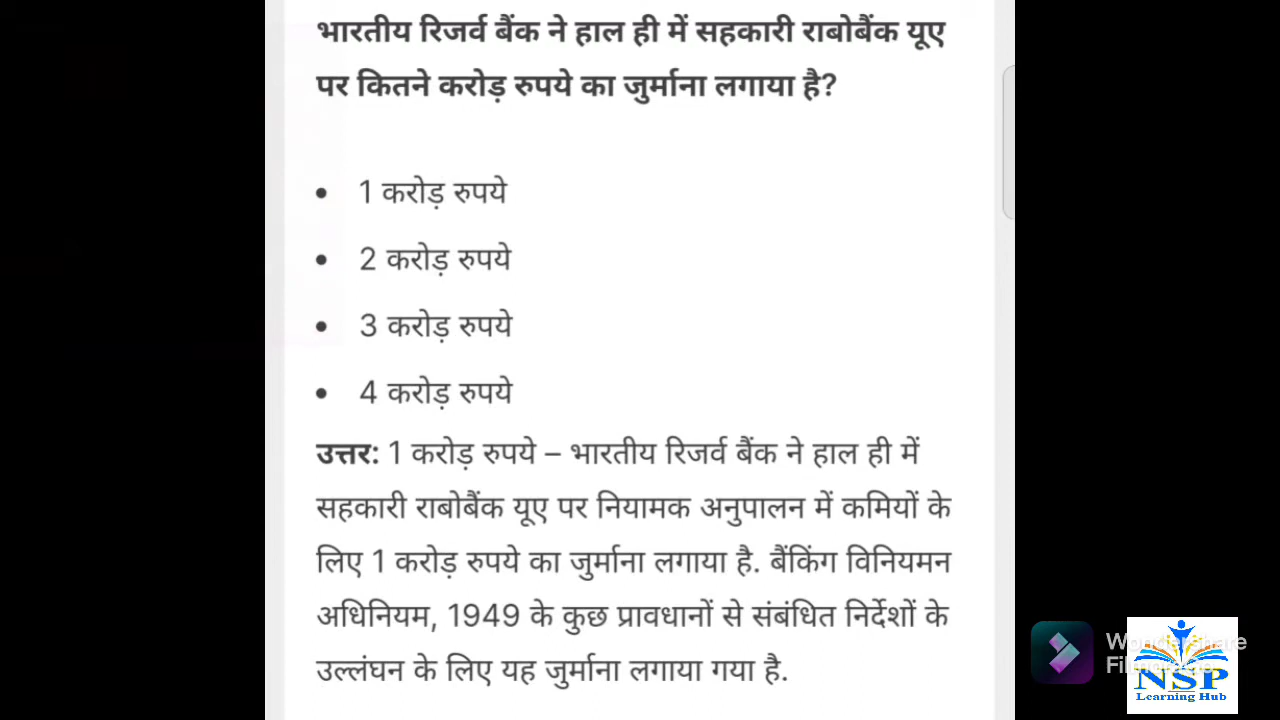 भारतीय रिजर्व बैंक ने हाल ही में सहकारी राबोबैंक यूए
पर कितने करोड़ रुपये का जुर्माना लगाया है?
• 1 करोड़ रुपये
• 2 करोड़ रुपये
• 3 करोड़ रुपये
• 4 करोड़ रुपये
उत्तर: 1 करोड़ रुपये – भारतीय रिजर्व बैंक ने हाल ही में
सहकारी राबोबैंक यूए पर नियामक अनुपालन में कमियों के
लिए 1 करोड़ रुपये का जुर्माना लगाया है. बैंकिंग विनियमन
अधिनियम, 1949 के कुछ प्रावधानों से संबंधित निर्देशों के
उल्लंघन के लिए यह जुर्माना लगाया गया है.
Wondershare
NSP
Learning Hub